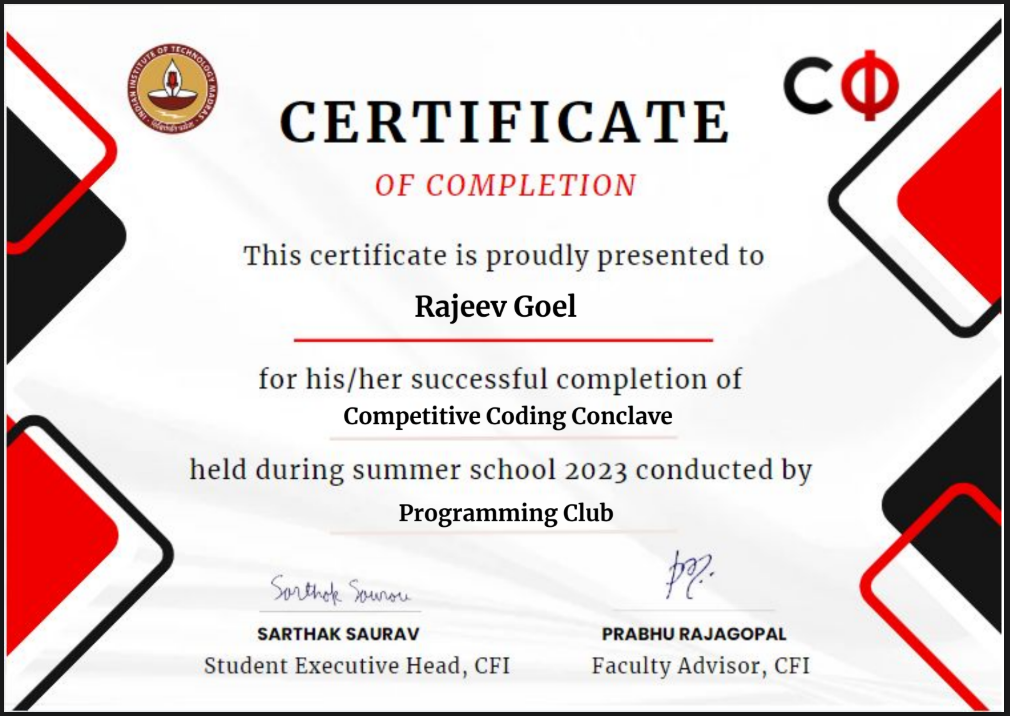 INDIAN INSTITUTE OF TECHNOLOGY MADRAS
CΦ
CERTIFICATE
OF COMPLETION
This certificate is proudly presented to
Rajeev Goel
for his/her successful completion of
Competitive Coding Conclave
held during summer school 2023 conducted by
Programming Club
Sarthak Saurav
SARTHAK SAURAV
PRABHU RAJAGOPAL
Student Executive Head, CFI
Faculty Advisor, CFI